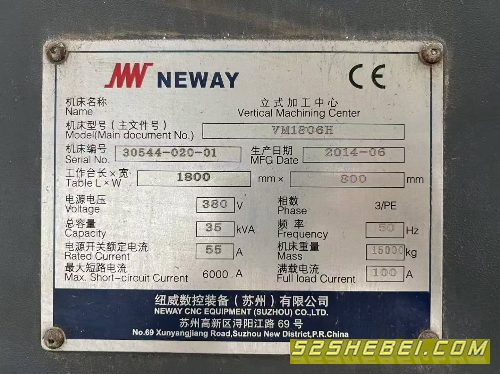 NEWAY CE
机床名称 立式加工中心
Name Vertical Machining Center
机床型号(主文件号) VM1806H
Model(Main document No.)
机床编号 30544-020-01 生产日期 2014-06
Serial No. MFG Date
工作台长×宽 1800 mm× 800 mm
Table L×W
电源电压 380 V 相数 3/PE
Voltage Phase
总容量 35 kVA 频率 50 Hz
Capacity Frequency
电源开关额定电流 55 A 机床重量 15000 kg
Rated Current Mass
最大短路电流 6000 A 满载电流 100 A
Max. Short-circuit Current Full load Current
纽威数控装备(苏州)有限公司
NEWAY CNC EQUIPMENT (SUZHOU) CO.,LTD.
苏州高新区浔阳江路 69 号
No.69 Xunyangjiang Road,Suzhou New District,P.R.China
52SHEBEI.COM